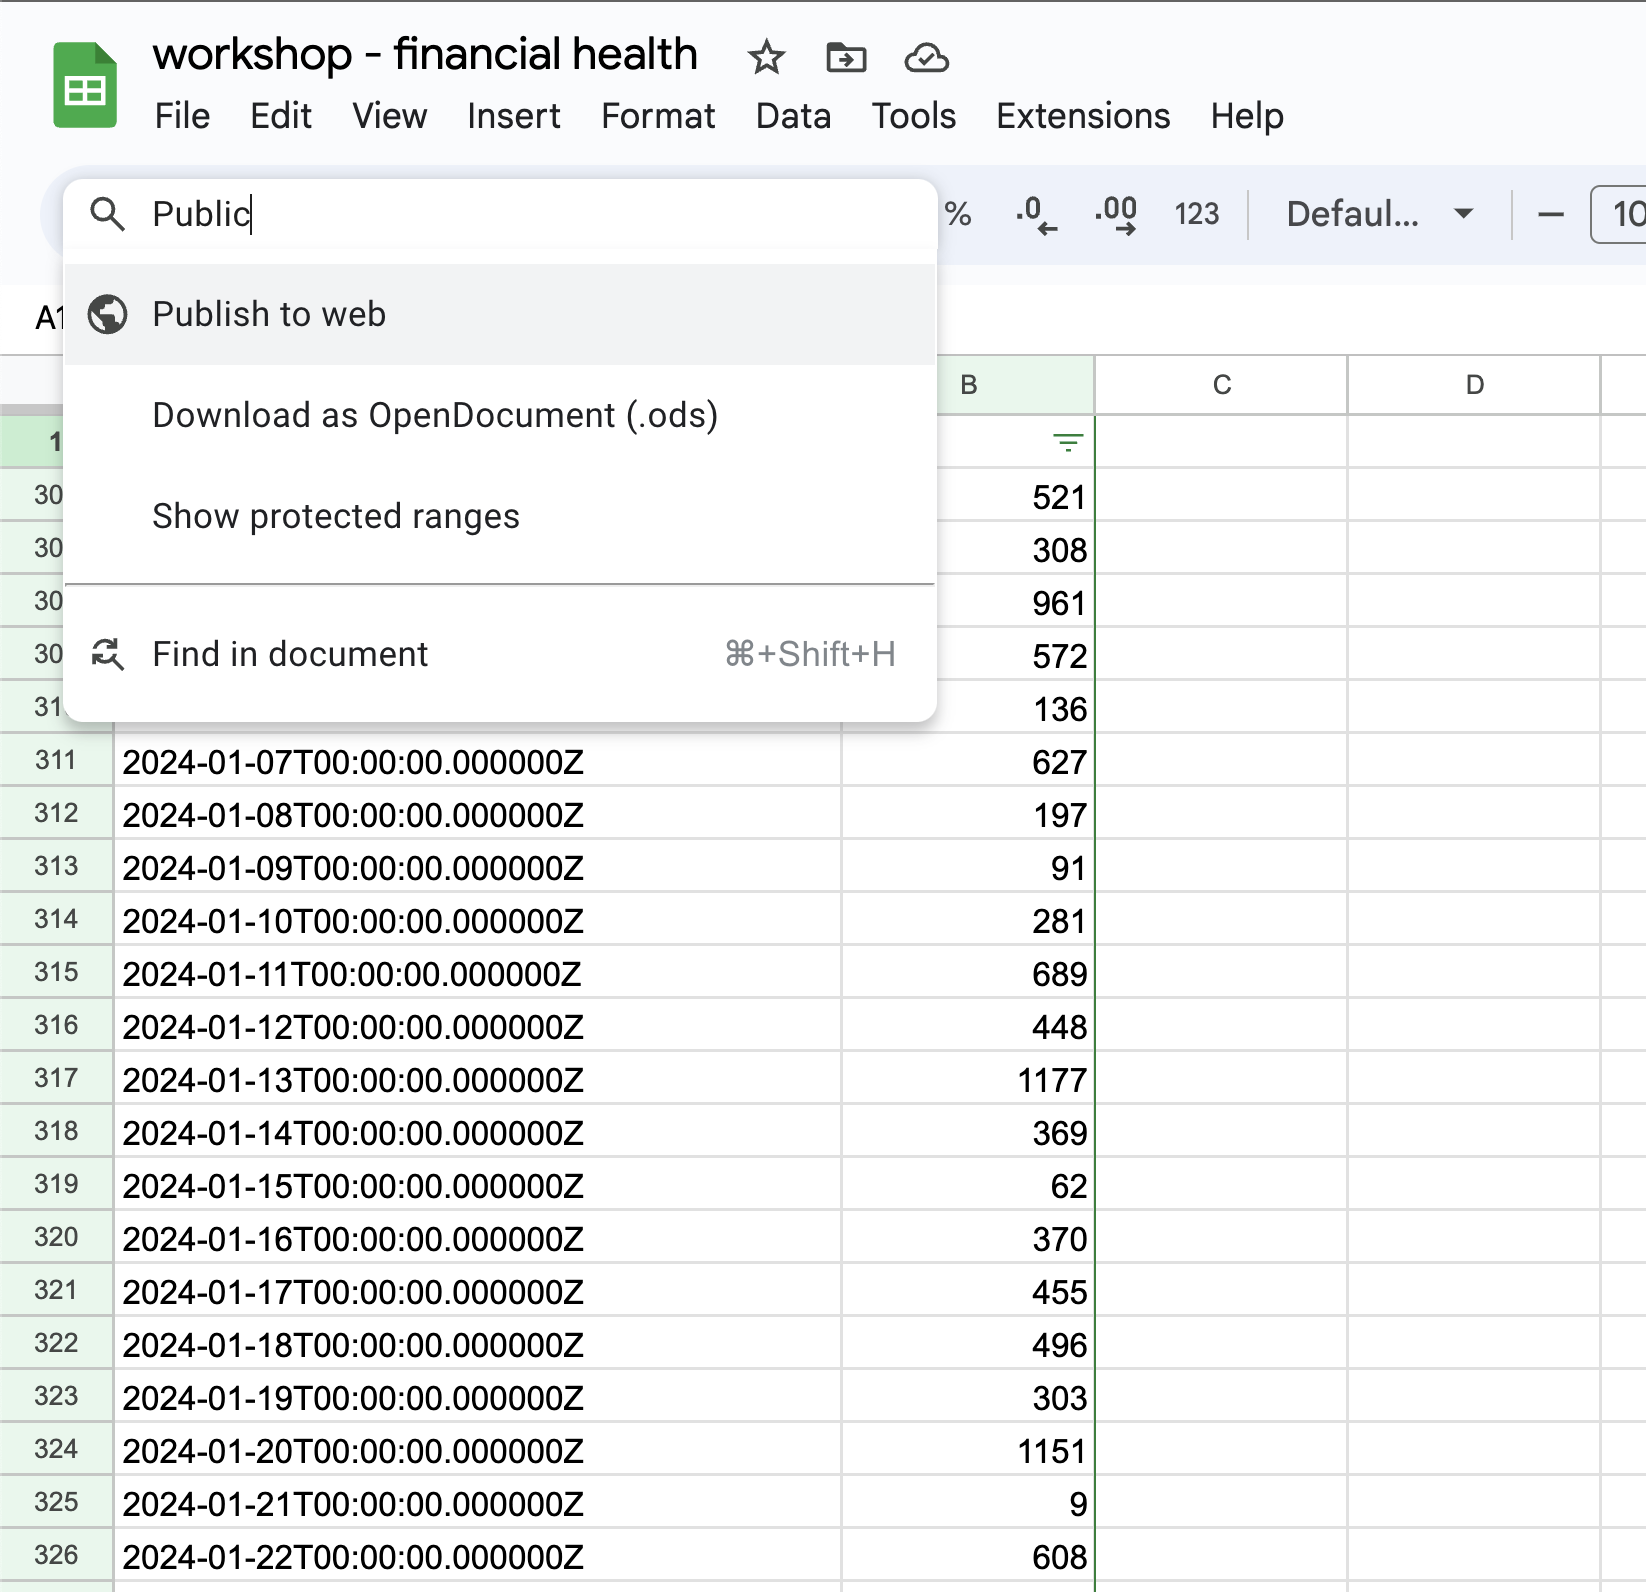 workshop - financial health
File Edit View Insert Format Data Tools Extensions Help
Public % .0 .00 123 Defaul... 10
Publish to web
Download as OpenDocument (.ods)
Show protected ranges
Find in document ⌘+Shift+H
A1
B C D
1
30 521
30 308
30 961
30 572
31 136
311 2024-01-07T00:00:00.000000Z 627
312 2024-01-08T00:00:00.000000Z 197
313 2024-01-09T00:00:00.000000Z 91
314 2024-01-10T00:00:00.000000Z 281
315 2024-01-11T00:00:00.000000Z 689
316 2024-01-12T00:00:00.000000Z 448
317 2024-01-13T00:00:00.000000Z 1177
318 2024-01-14T00:00:00.000000Z 369
319 2024-01-15T00:00:00.000000Z 62
320 2024-01-16T00:00:00.000000Z 370
321 2024-01-17T00:00:00.000000Z 455
322 2024-01-18T00:00:00.000000Z 496
323 2024-01-19T00:00:00.000000Z 303
324 2024-01-20T00:00:00.000000Z 1151
325 2024-01-21T00:00:00.000000Z 9
326 2024-01-22T00:00:00.000000Z 608